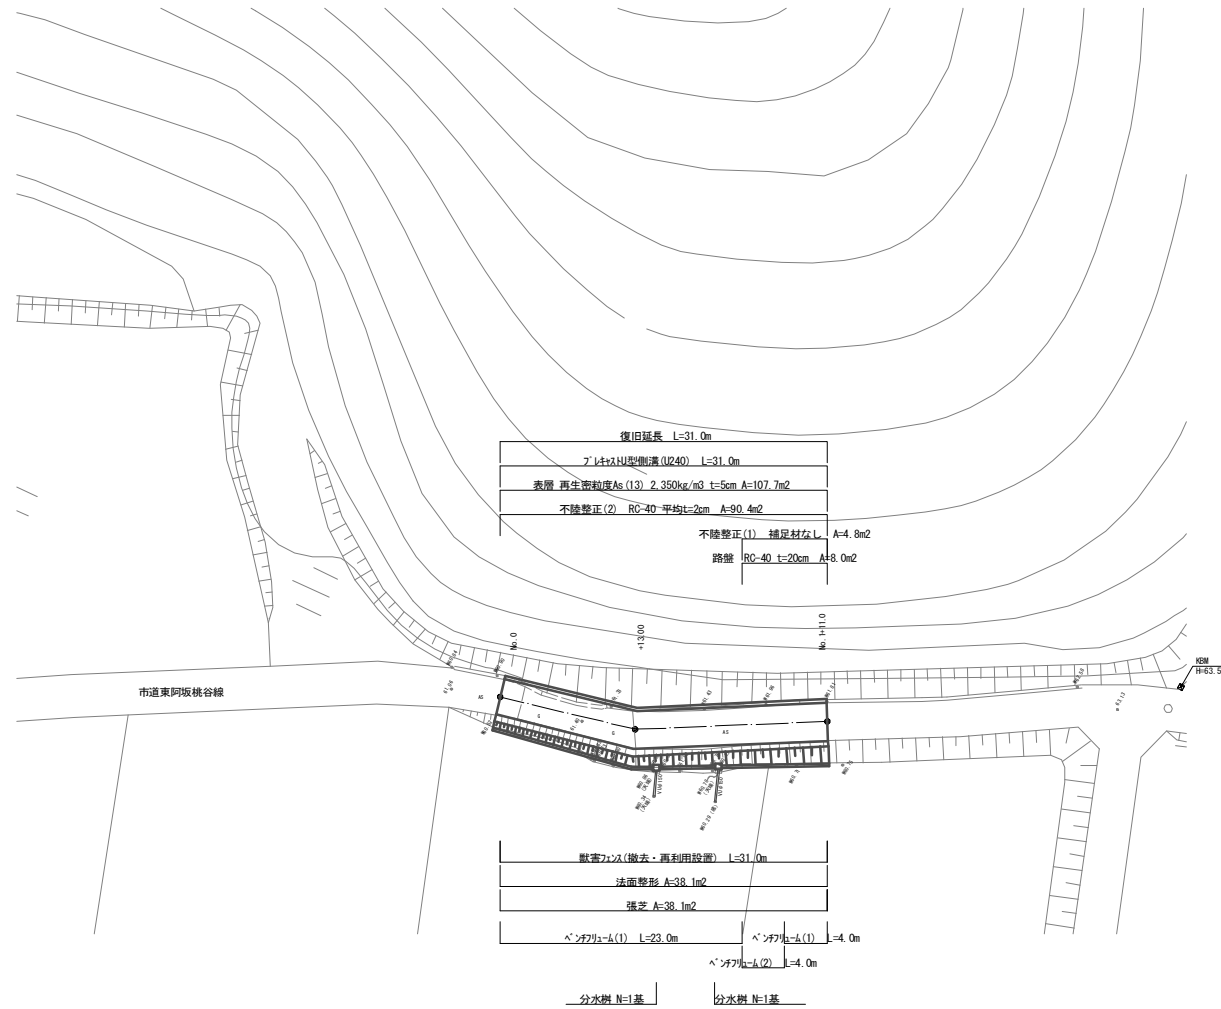 復旧延長 L=31.0m
ﾌﾟﾚｷｬｽﾄU型側溝(U240) L=31.0m
表層 再生密粒度As(13) 2,350kg/m3 t=5cm A=107.7m2
不陸整正(2) RC-40 平均t=2cm A=90.4m2
不陸整正(1) 補足材なし A=4.8m2
路盤 RC-40 t=20cm A=8.0m2
No.0
+13.00
No.1+11.0
KBM
H=63.5
市道東阿坂桃谷線
AS
G
G
AS
63.13
獣害ﾌｪﾝｽ(撤去・再利用設置) L=31.0m
法面整形 A=38.1m2
張芝 A=38.1m2
ﾍﾞﾝﾁﾌﾘｭｰﾑ(1) L=23.0m
ﾍﾞﾝﾁﾌﾘｭｰﾑ(1) L=4.0m
ﾍﾞﾝﾁﾌﾘｭｰﾑ(2) L=4.0m
分水桝 N=1基
分水桝 N=1基